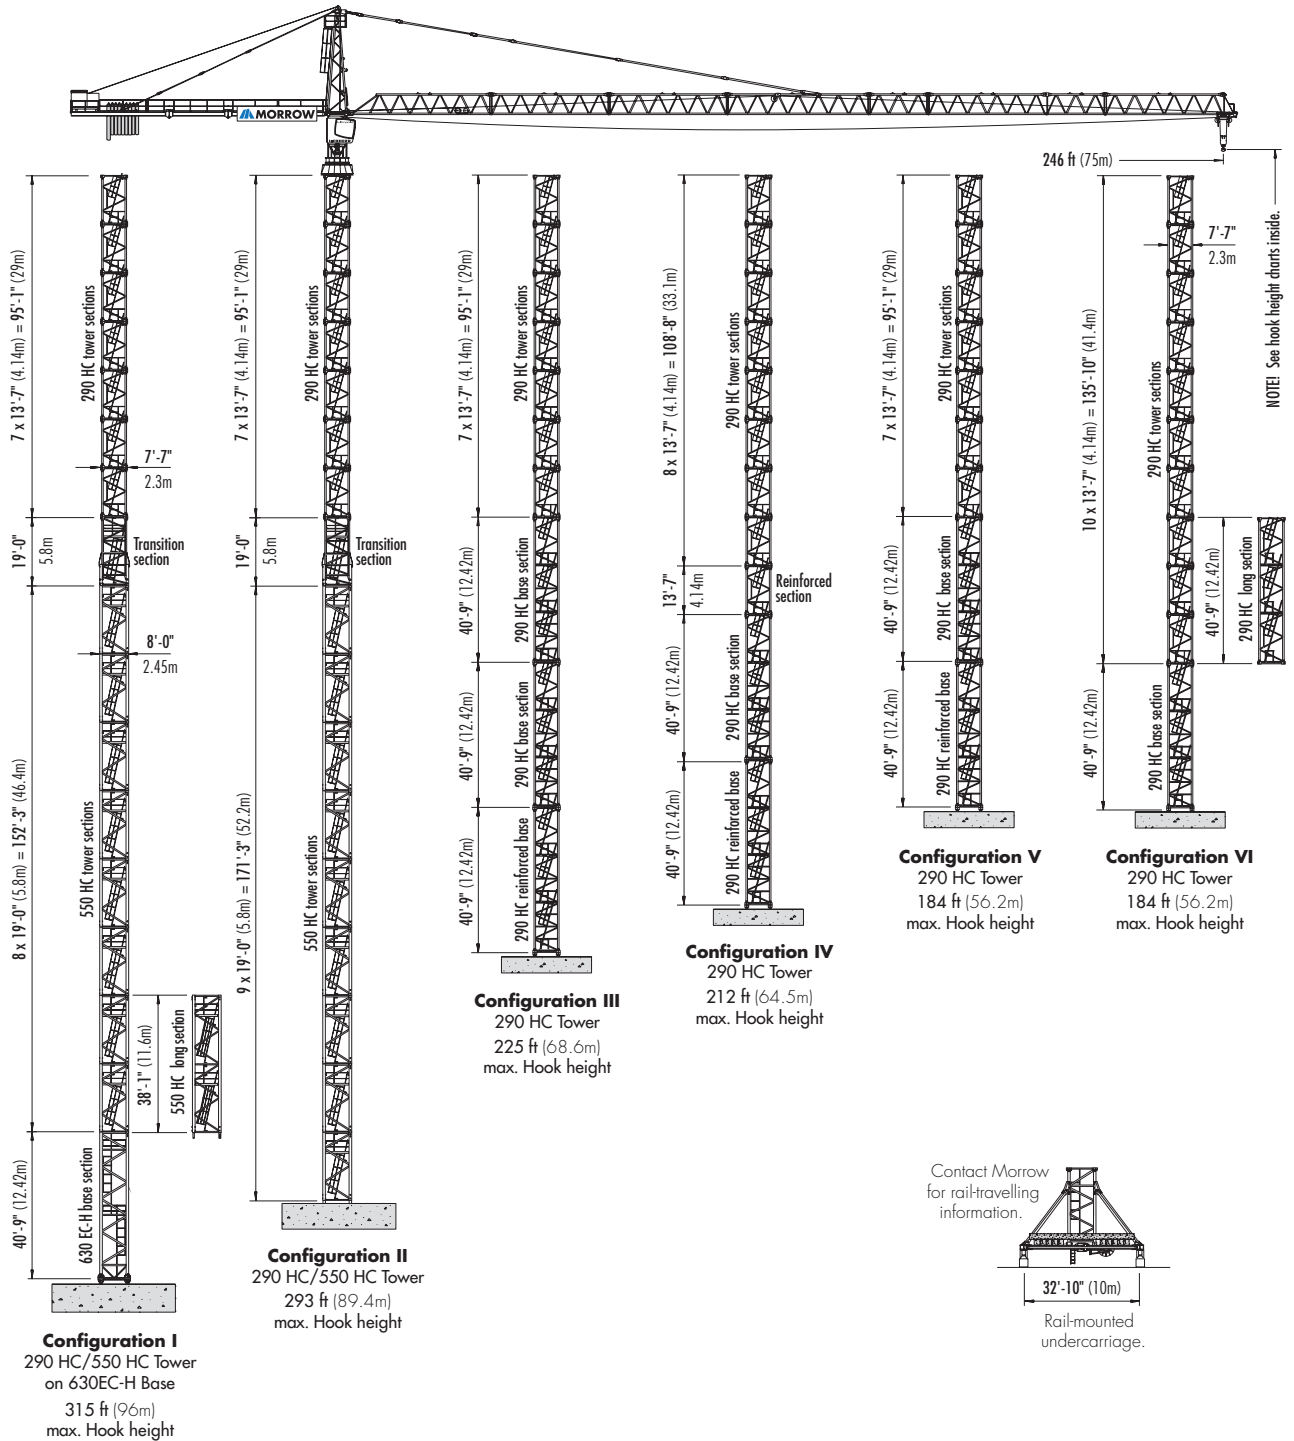 MORROW
246 ft (75m)
NOTE! See hook height charts inside.
7 x 13'-7" (4.14m) = 95'-1" (29m)
290 HC tower sections
7'-7"
2.3m
19'-0"
5.8m
Transition
section
8'-0"
2.45m
8 x 19'-0" (5.8m) = 152'-3" (46.4m)
550 HC tower sections
38'-1" (11.6m)
550 HC long section
40'-9" (12.42m)
630 EC-H base section
Configuration I
290 HC/550 HC Tower
on 630EC-H Base
315 ft (96m)
max. Hook height
7 x 13'-7" (4.14m) = 95'-1" (29m)
290 HC tower sections
19'-0"
5.8m
Transition
section
9 x 19'-0" (5.8m) = 171'-3" (52.2m)
550 HC tower sections
Configuration II
290 HC/550 HC Tower
293 ft (89.4m)
max. Hook height
7 x 13'-7" (4.14m) = 95'-1" (29m)
290 HC tower sections
40'-9" (12.42m)
290 HC base section
40'-9" (12.42m)
290 HC base section
40'-9" (12.42m)
290 HC reinforced base
Configuration III
290 HC Tower
225 ft (68.6m)
max. Hook height
8 x 13'-7" (4.14m) = 108'-8" (33.1m)
290 HC tower sections
13'-7"
4.14m
Reinforced
section
40'-9" (12.42m)
290 HC base section
40'-9" (12.42m)
290 HC reinforced base
Configuration IV
290 HC Tower
212 ft (64.5m)
max. Hook height
7 x 13'-7" (4.14m) = 95'-1" (29m)
290 HC tower sections
40'-9" (12.42m)
290 HC base section
40'-9" (12.42m)
290 HC reinforced base
Configuration V
290 HC Tower
184 ft (56.2m)
max. Hook height
7'-7"
2.3m
10 x 13'-7" (4.14m) = 135'-10" (41.4m)
290 HC tower sections
40'-9" (12.42m)
290 HC long section
40'-9" (12.42m)
290 HC base section
Configuration VI
290 HC Tower
184 ft (56.2m)
max. Hook height
Contact Morrow
for rail-travelling
information.
32'-10" (10m)
Rail-mounted
undercarriage.